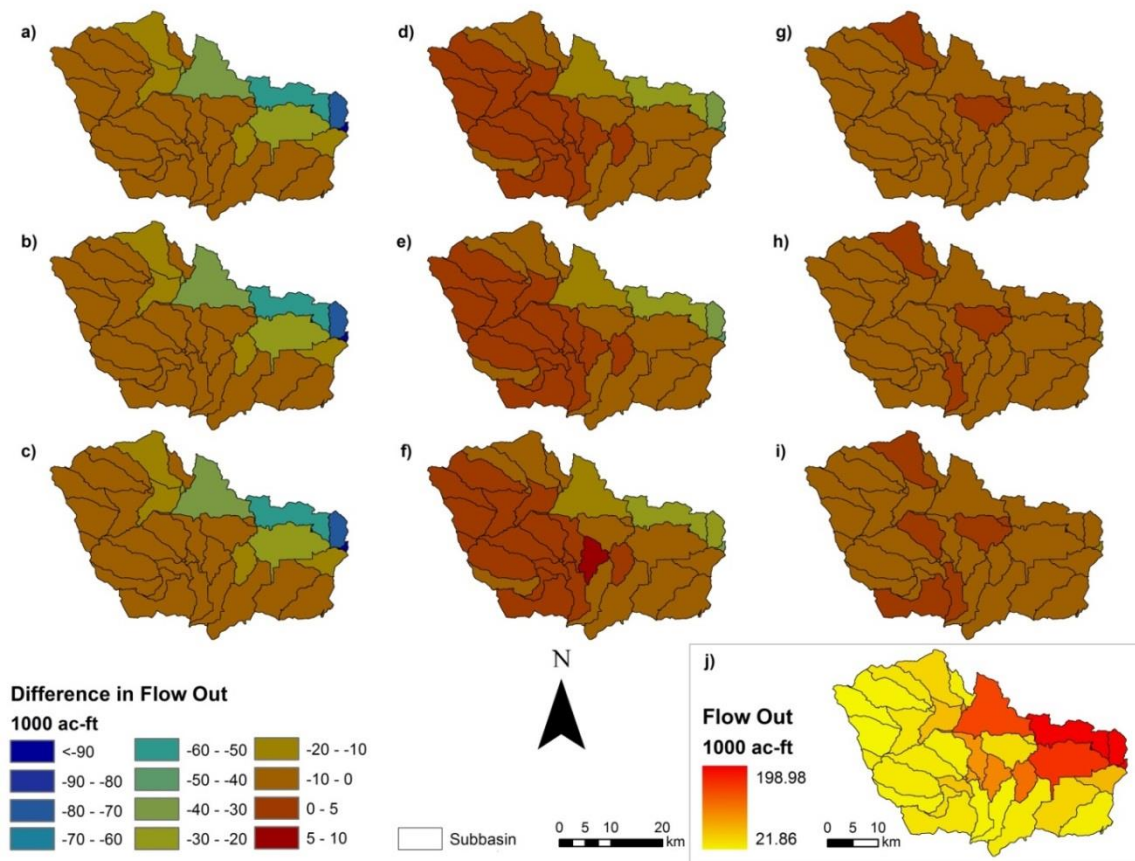 a)
d)
g)
b)
e)
h)
c)
f)
i)
Difference in Flow Out
1000 ac-ft
<-90
-60 - -50
-20 - -10
-90 - -80
-50 - -40
-10 - 0
-80 - -70
-40 - -30
0 - 5
-70 - -60
-30 - -20
5 - 10
N
Subbasin
0 5 10 20
km
j)
Flow Out
1000 ac-ft
198.98
21.86
0 5 10
km